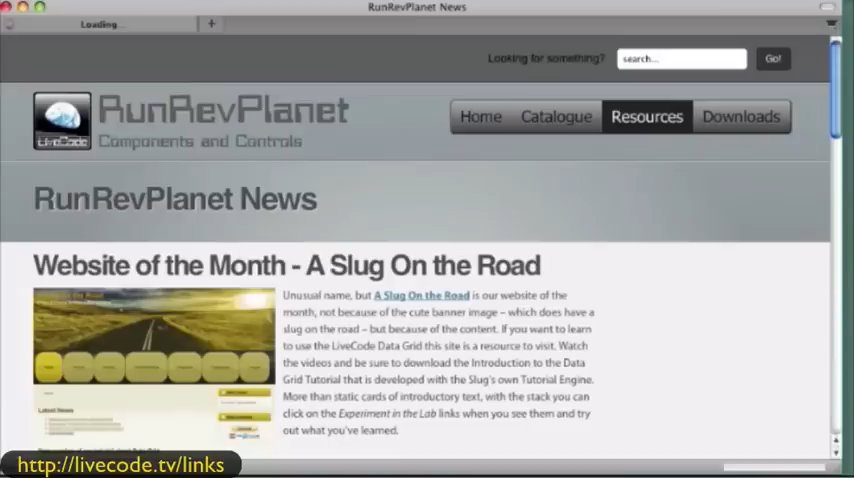 RunRevPlanet News
Loading...
Looking for something?
search...
Go!
RunRevPlanet
LiveCode
Components and Controls
Home
Catalogue
Resources
Downloads
RunRevPlanet News
Website of the Month - A Slug On the Road
Unusual name, but A Slug On the Road is our website of the
month, not because of the cute banner image – which does have a
slug on the road – but because of the content. If you want to learn
to use the LiveCode Data Grid this site is a resource to visit. Watch
the videos and be sure to download the Introduction to the Data
Grid Tutorial that is developed with the Slug's own Tutorial Engine.
More than static cards of introductory text, with the stack you can
click on the Experiment in the Lab links when you see them and try
out what you've learned.
Latest News
http://livecode.tv/links